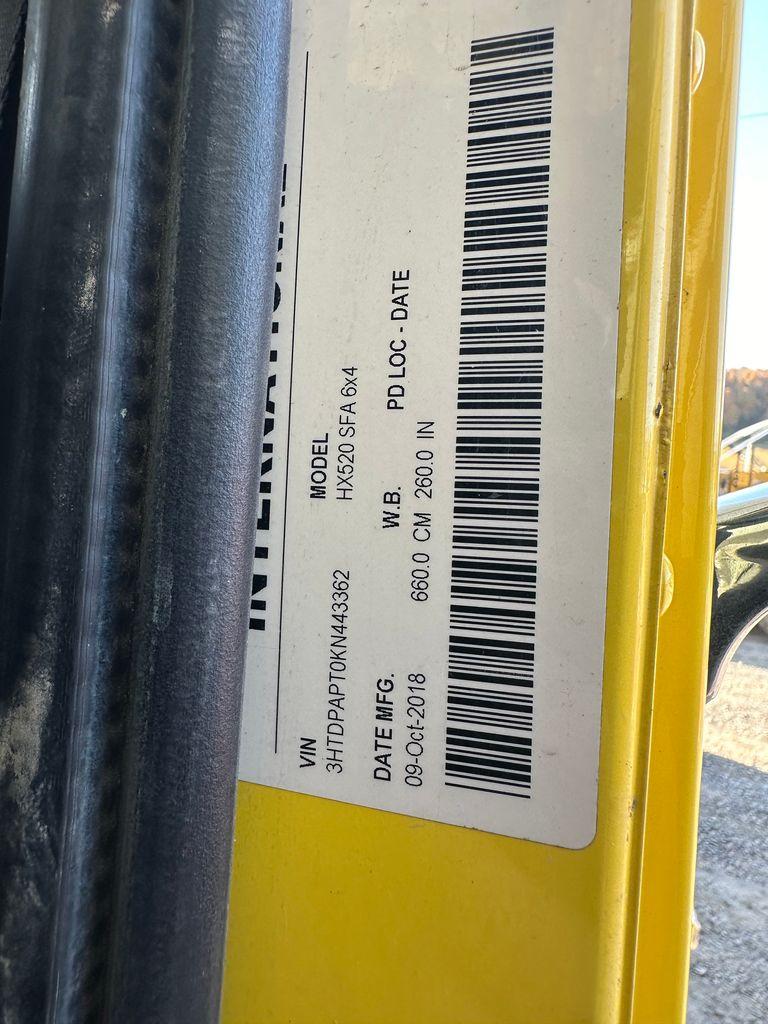 INTERNATIONAL
VIN MODEL
3HTDPAPT0KN443362 HX520 SFA 6x4
DATE MFG. W.B. PD LOC - DATE
09-Oct-2018 660.0 CM 260.0 IN